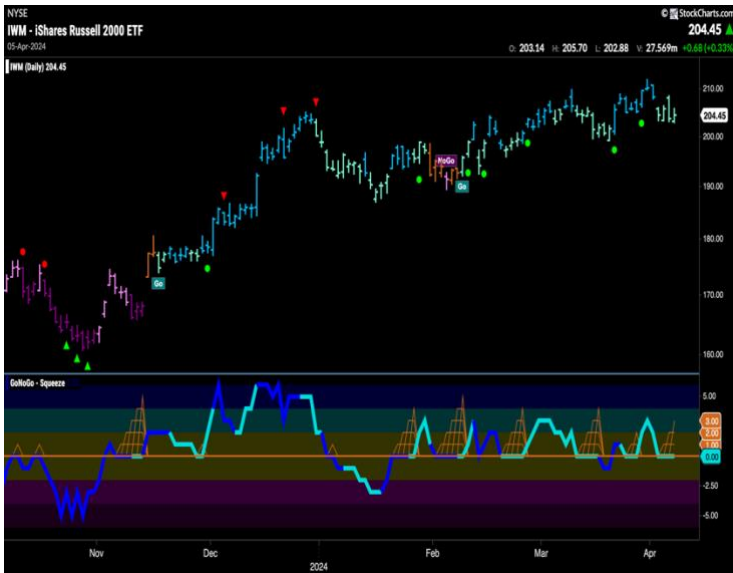 NYSE
© StockCharts.com
IWM - iShares Russell 2000 ETF
204.45
05-Apr-2024
O: 203.14 H: 205.70 L: 202.88 V: 27.569m +0.68 (+0.33%)
IWM (Daily) 204.45
210.00
204.45
200.00
NoGo
Go
190.00
180.00
Go
170.00
160.00
GoNoGo - Squeeze
5.00
3.00
2.00
1.00
0.00
-2.50
-5.00
Nov
Dec
2024
Feb
Mar
Apr